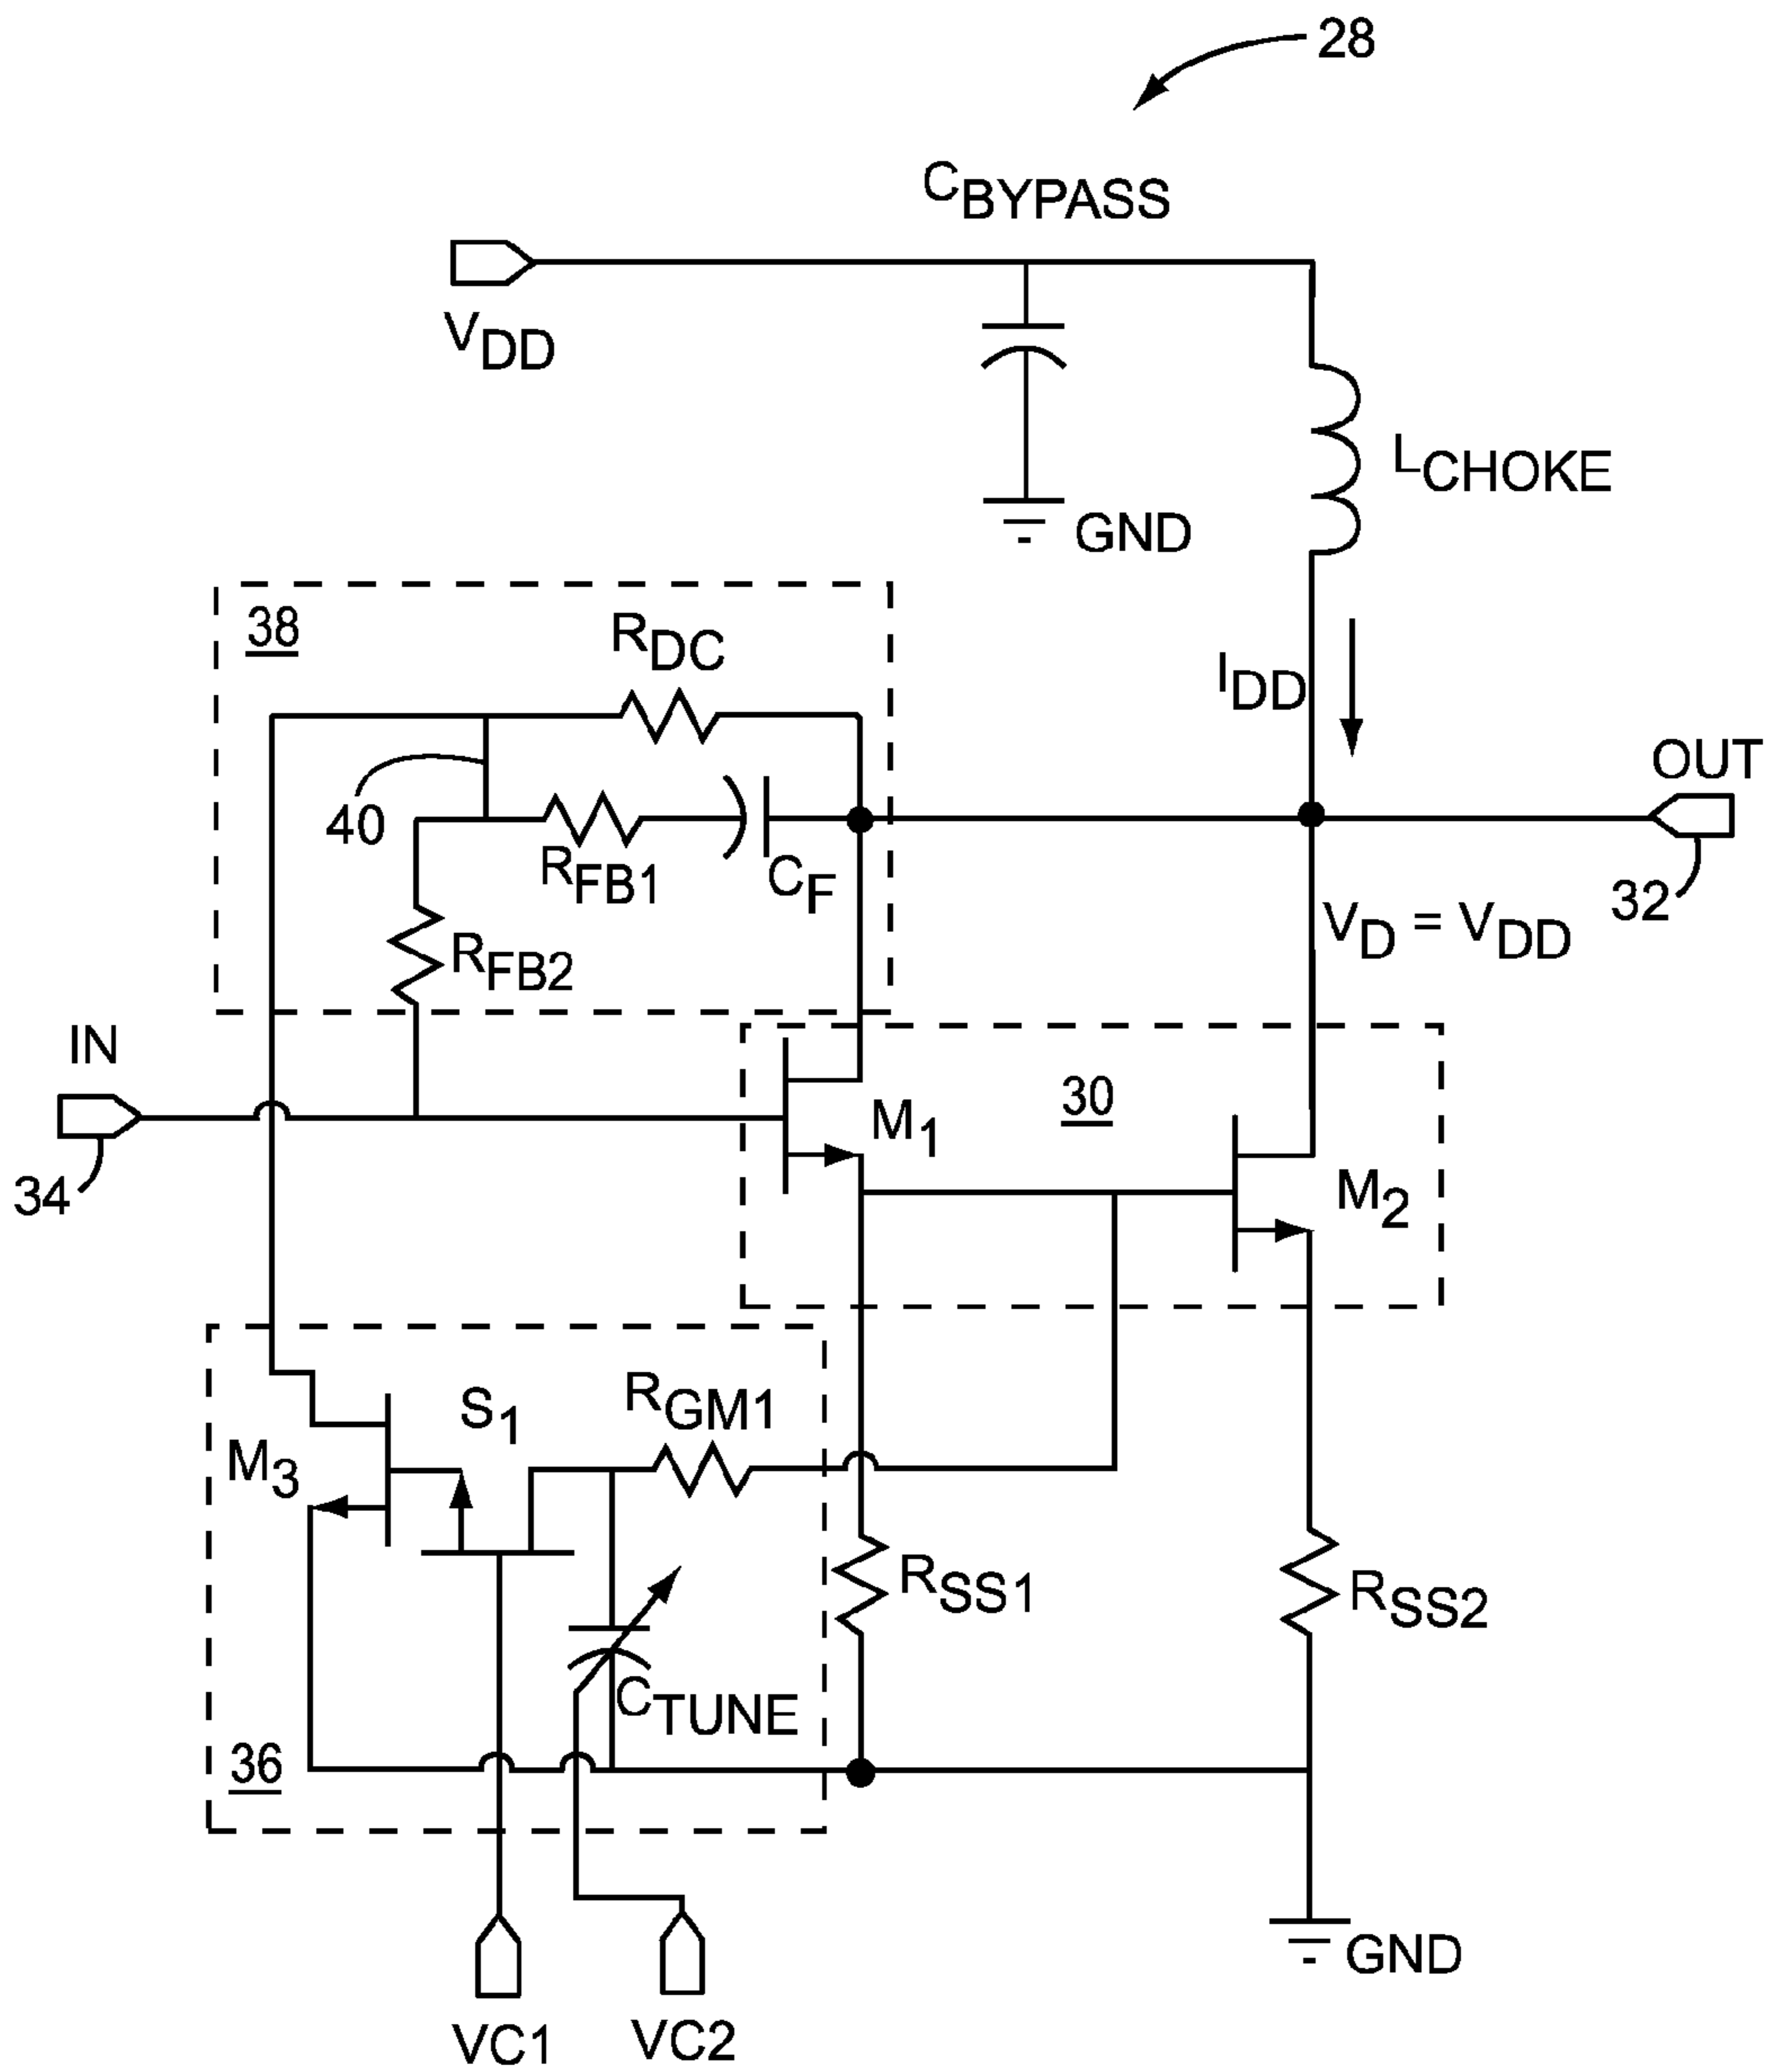 28
CBYPASS
VDD
LCHOKE
GND
38
RDC
IDD
OUT
40
RFB1
CF
32
VD = VDD
RFB2
IN
30
M1
34
M2
S1
RGM1
M3
RSS1
RSS2
CTUNE
36
GND
VC1
VC2